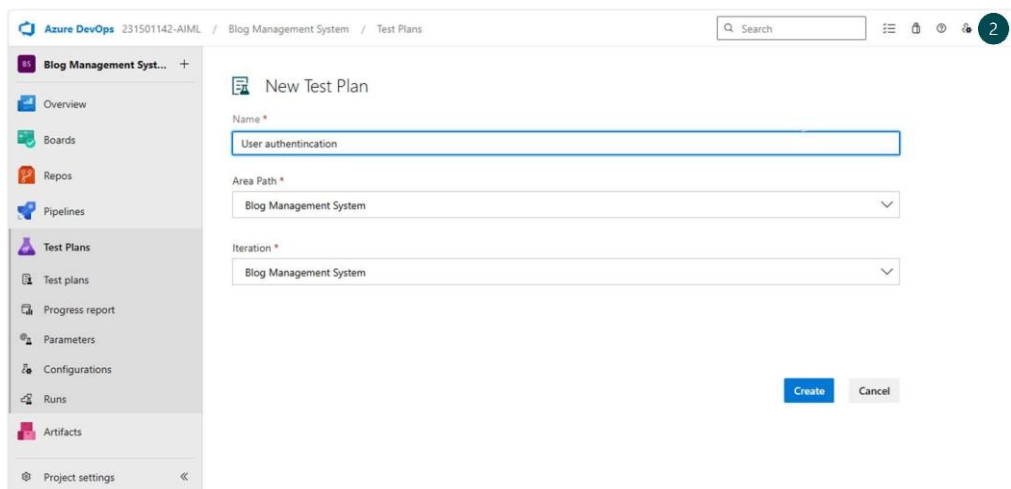 Azure DevOps 231501142-AIML / Blog Management System / Test Plans
Search
2
BS Blog Management Syst... +
Overview
Boards
Repos
Pipelines
Test Plans
Test plans
Progress report
Parameters
Configurations
Runs
Artifacts
Project settings
New Test Plan
Name *
User authentincation
Area Path *
Blog Management System
Iteration *
Blog Management System
Create Cancel